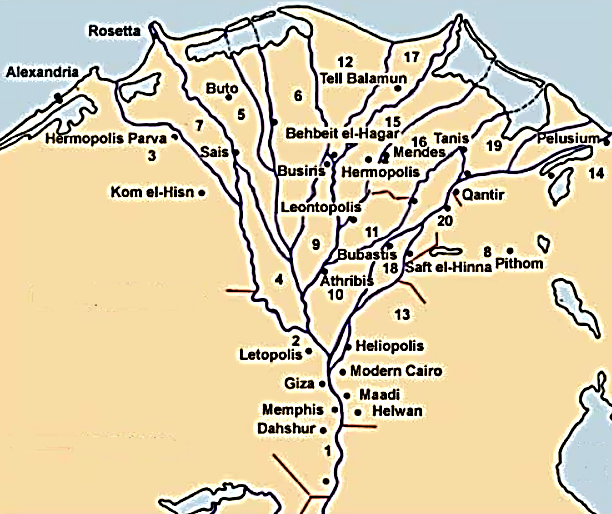 Rosetta
17
12
Alexandria
Tell Balamun
Buto
6
5
15
7
Behbeit el-Hagar
16
Tanis
Hermopolis Parva
Pelusium
19
3
Sais
Mendes
Busiris
Hermopolis
14
Kom el-Hisn
Qantir
Leontopolis
20
11
9
Bubastis
8
Pithom
18
Saft el-Hinna
4
Athribis
10
13
2
Letopolis
Heliopolis
Modern Cairo
Giza
Maadi
Memphis
Helwan
Dahshur
1